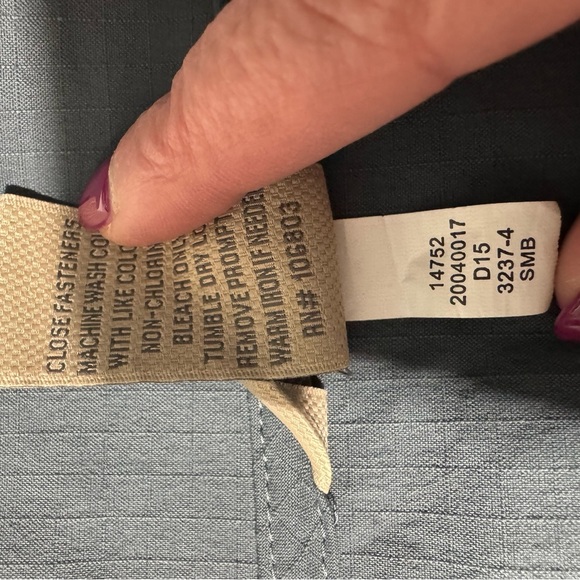 CLOSE FASTENERS
MACHINE WASH CO
WITH LIKE COLO
NON-CHLORIN
BLEACH ONL
TUMBLE DRY LO
REMOVE PROMPT
WARM IRON IF NEEDE
RN# 106803
14752
20040017
D15
3237-4
SMB